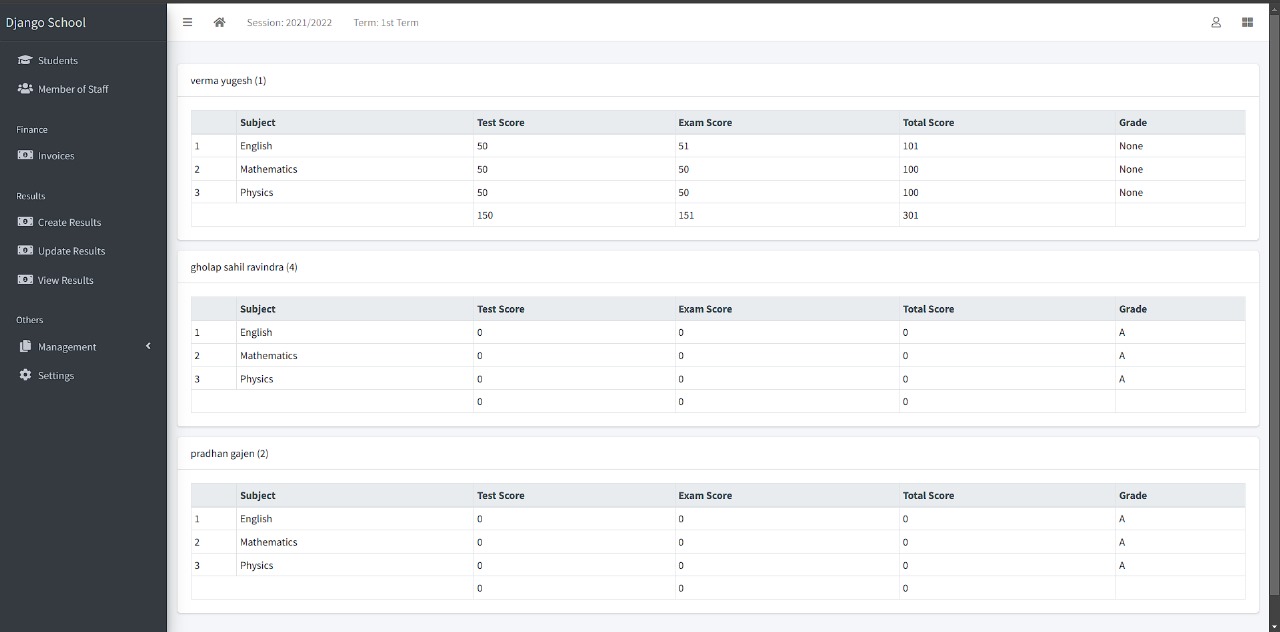 Django School
Session: 2021/2022 Term: 1st Term
Students
Member of Staff
Finance
Invoices
Results
Create Results
Update Results
View Results
Others
Management
Settings
verma yugesh (1)
Subject Test Score Exam Score Total Score Grade
1 English 50 51 101 None
2 Mathematics 50 50 100 None
3 Physics 50 50 100 None
150 151 301
gholap sahil ravindra (4)
Subject Test Score Exam Score Total Score Grade
1 English 0 0 0 A
2 Mathematics 0 0 0 A
3 Physics 0 0 0 A
0 0 0
pradhan gajen (2)
Subject Test Score Exam Score Total Score Grade
1 English 0 0 0 A
2 Mathematics 0 0 0 A
3 Physics 0 0 0 A
0 0 0